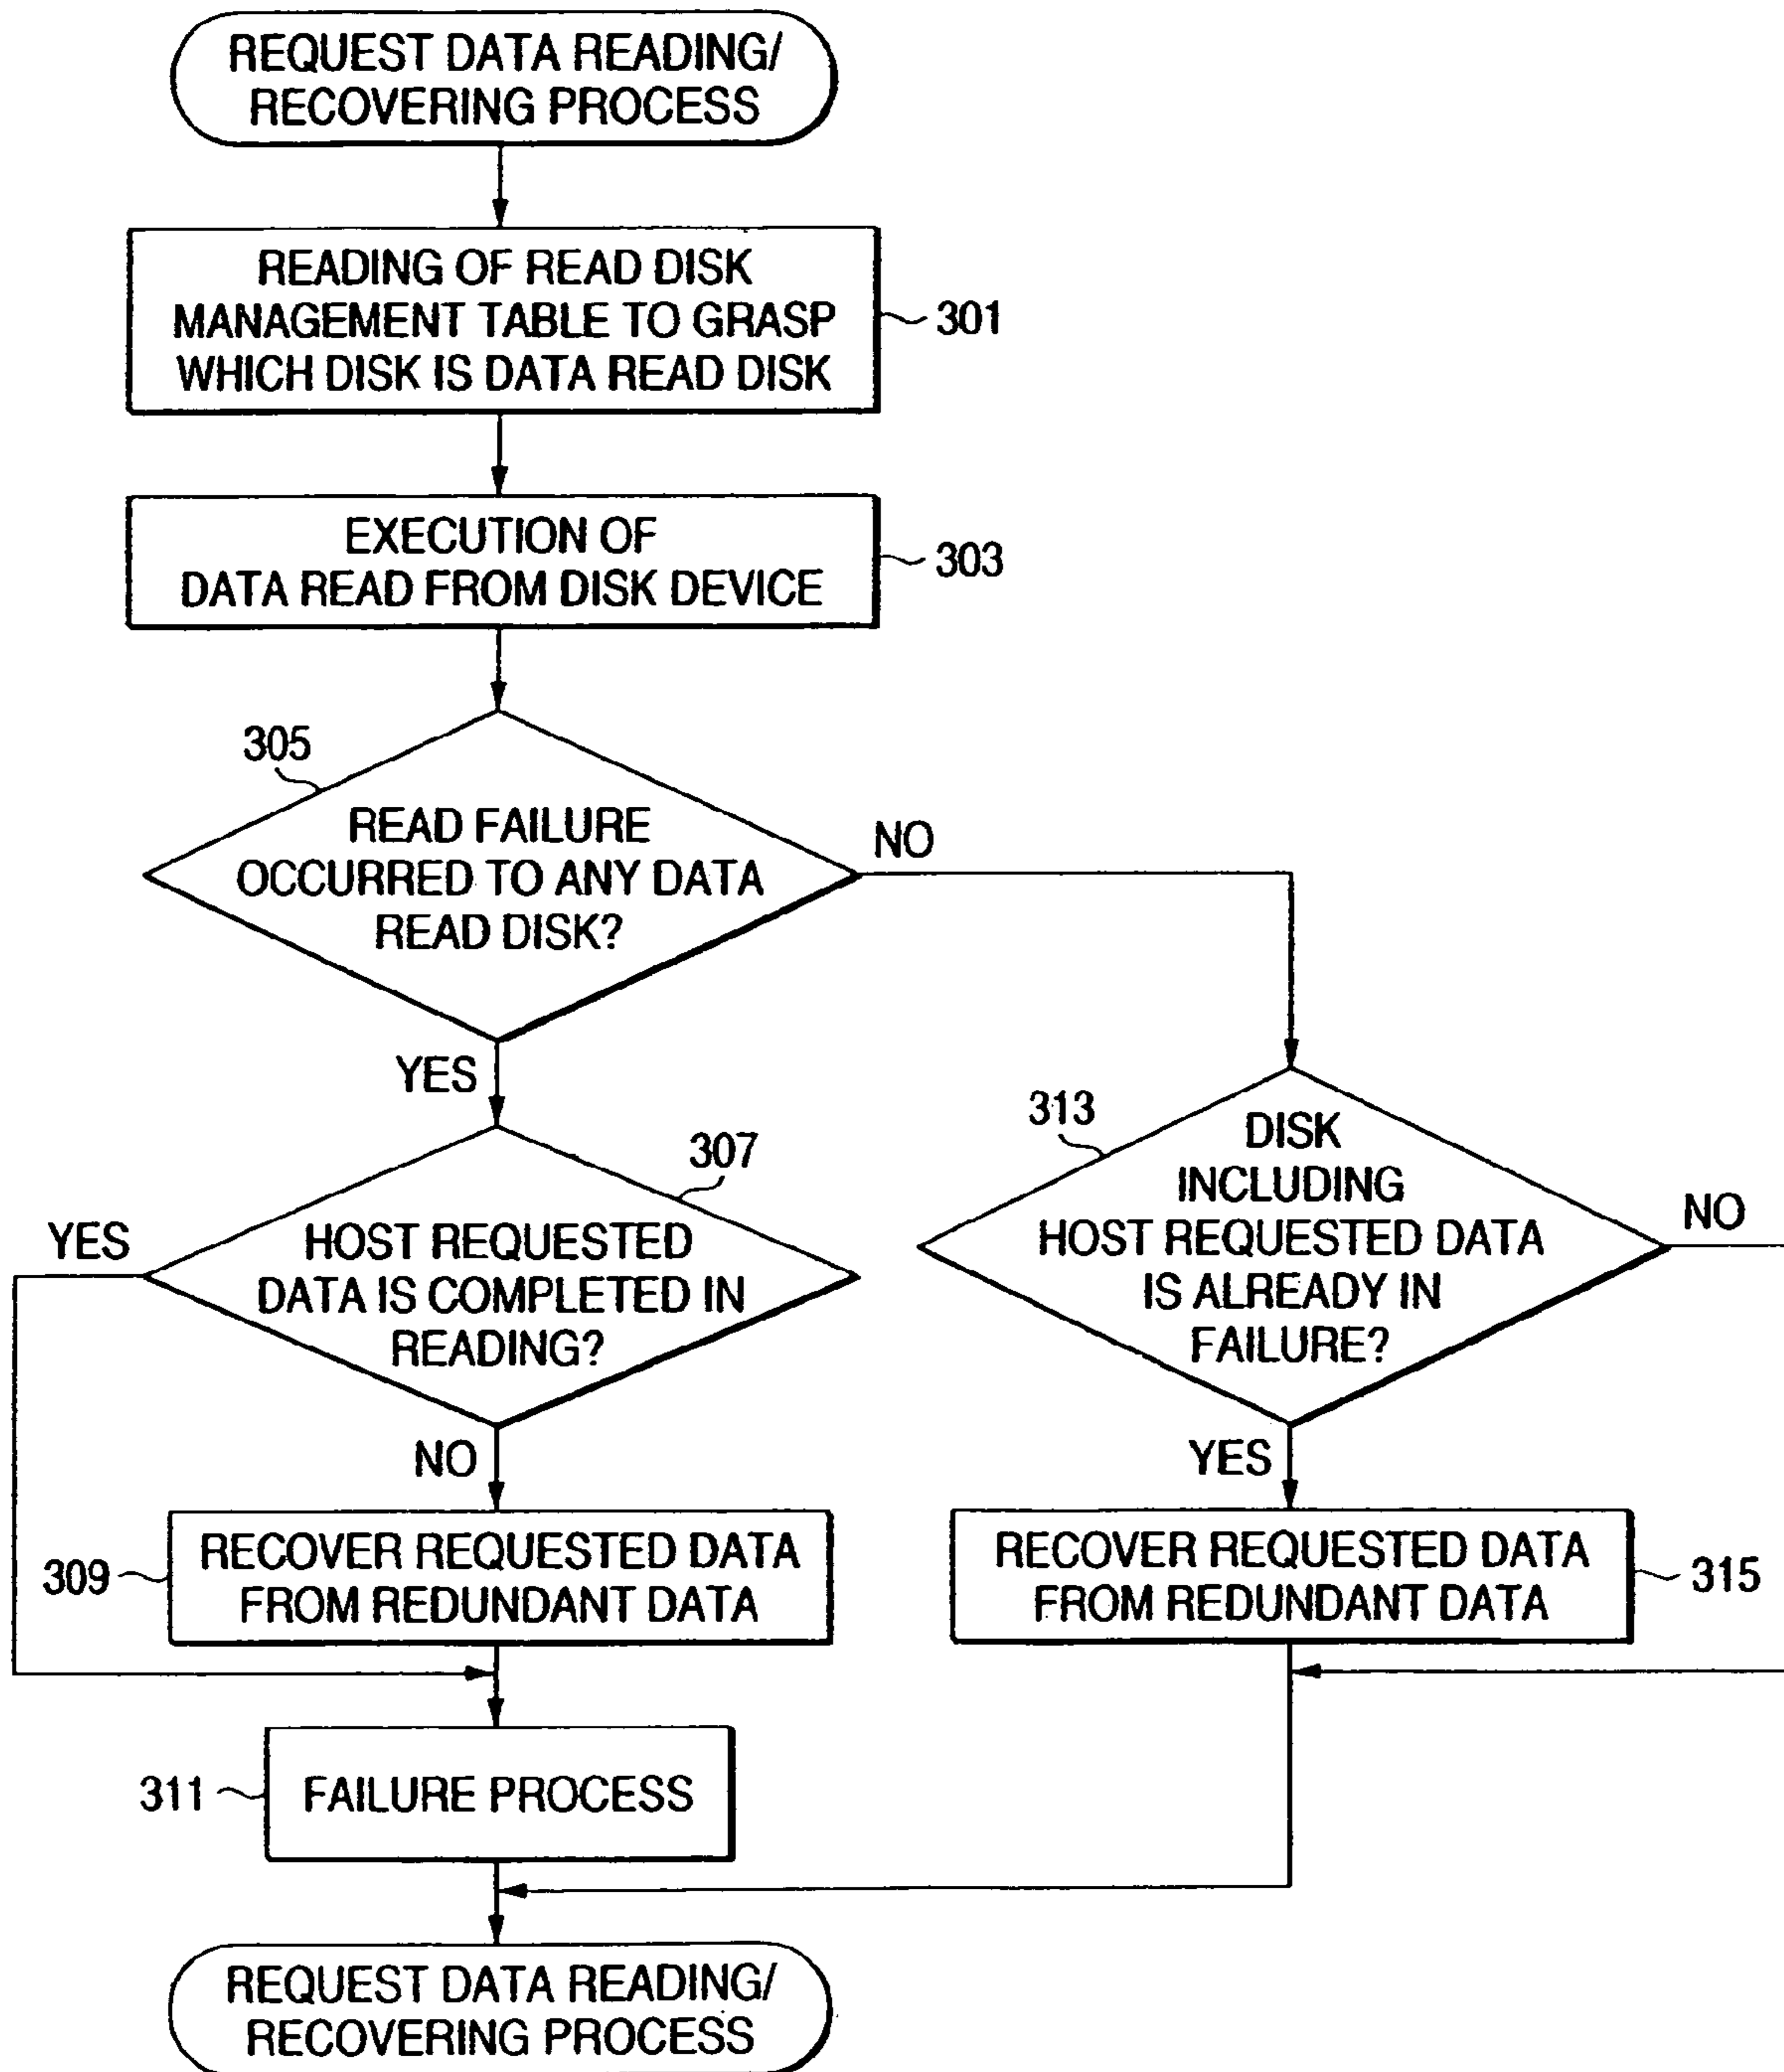 REQUEST DATA READING/
RECOVERING PROCESS
READING OF READ DISK
MANAGEMENT TABLE TO GRASP
WHICH DISK IS DATA READ DISK
301
EXECUTION OF
DATA READ FROM DISK DEVICE
303
305
READ FAILURE
OCCURRED TO ANY DATA
READ DISK?
NO
YES
307
HOST REQUESTED
DATA IS COMPLETED IN
READING?
YES
NO
313
DISK
INCLUDING
HOST REQUESTED DATA
IS ALREADY IN
FAILURE?
NO
YES
309
RECOVER REQUESTED DATA
FROM REDUNDANT DATA
RECOVER REQUESTED DATA
FROM REDUNDANT DATA
315
311
FAILURE PROCESS
REQUEST DATA READING/
RECOVERING PROCESS